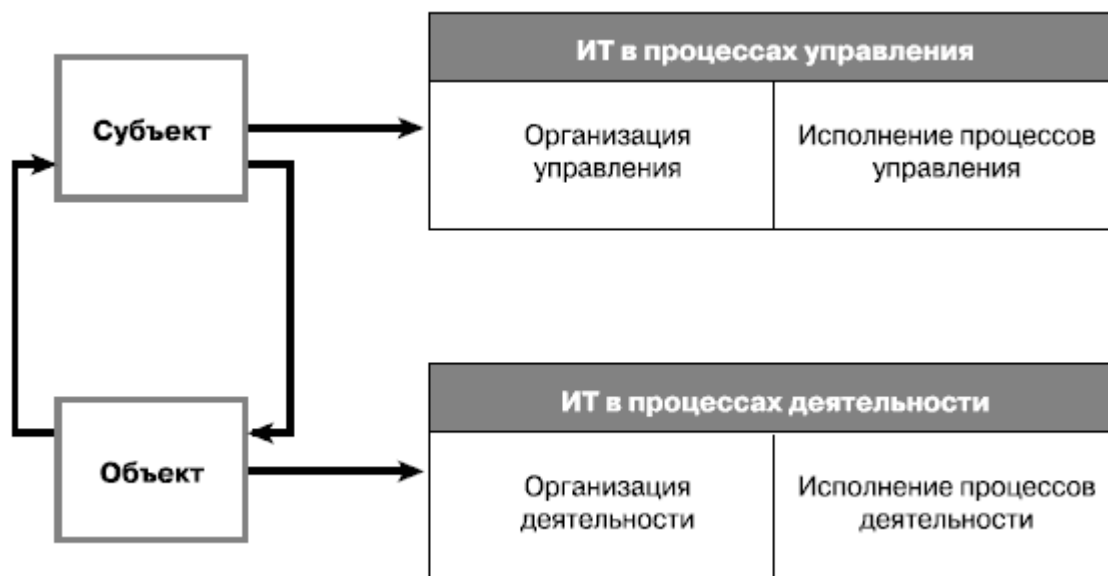 Субъект
ИТ в процессах управления
Организация
управления
Исполнение процессов
управления
Объект
ИТ в процессах деятельности
Организация
деятельности
Исполнение процессов
деятельности